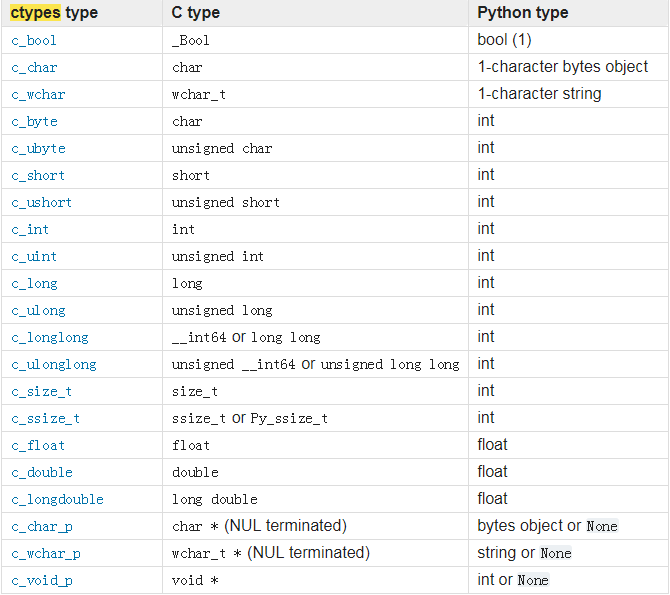 ctypes type C type Python type
c_bool _Bool bool (1)
c_char char 1-character bytes object
c_wchar wchar_t 1-character string
c_byte char int
c_ubyte unsigned char int
c_short short int
c_ushort unsigned short int
c_int int int
c_uint unsigned int int
c_long long int
c_ulong unsigned long int
c_longlong __int64 or long long int
c_ulonglong unsigned __int64 or unsigned long long int
c_size_t size_t int
c_ssize_t ssize_t or Py_ssize_t int
c_float float float
c_double double float
c_longdouble long double float
c_char_p char * (NUL terminated) bytes object or None
c_wchar_p wchar_t * (NUL terminated) string or None
c_void_p void * int or None